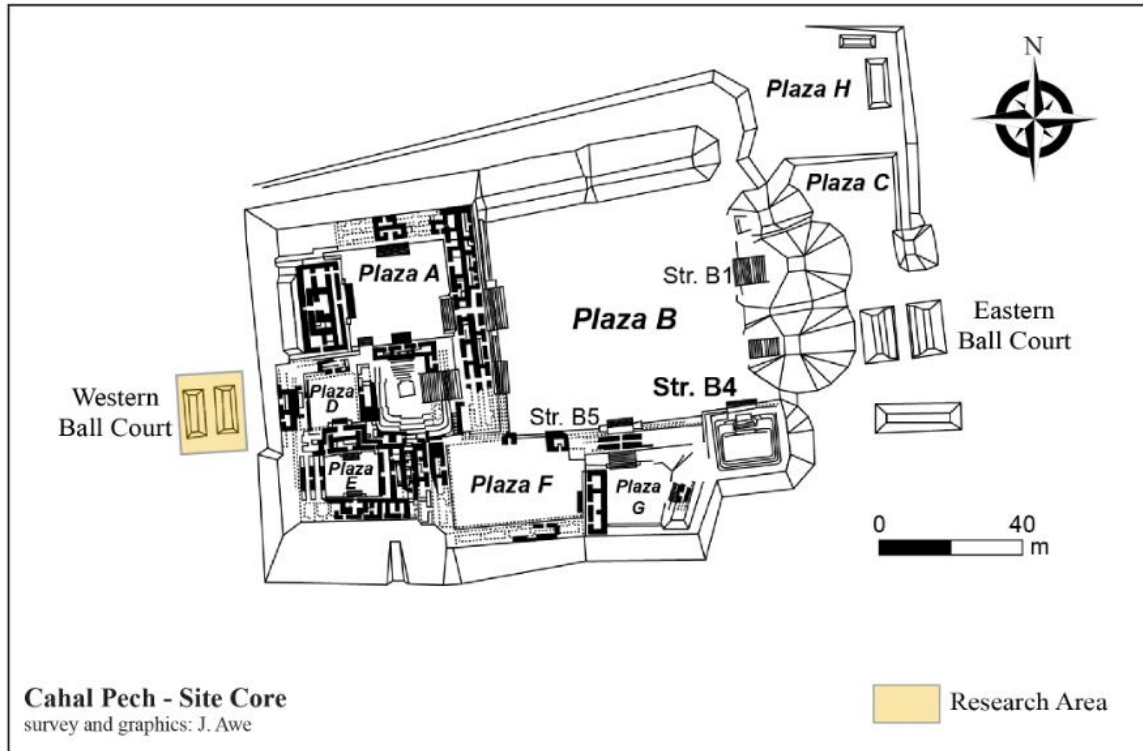 N
Plaza H
Plaza C
Plaza A
Str. B1
Plaza B
Eastern
Ball Court
Western
Ball Court
Plaza
D
Str. B4
Str. B5
Plaza
E
Plaza F
Plaza
G
0 40
m
Cahal Pech - Site Core
survey and graphics: J. Awe
Research Area